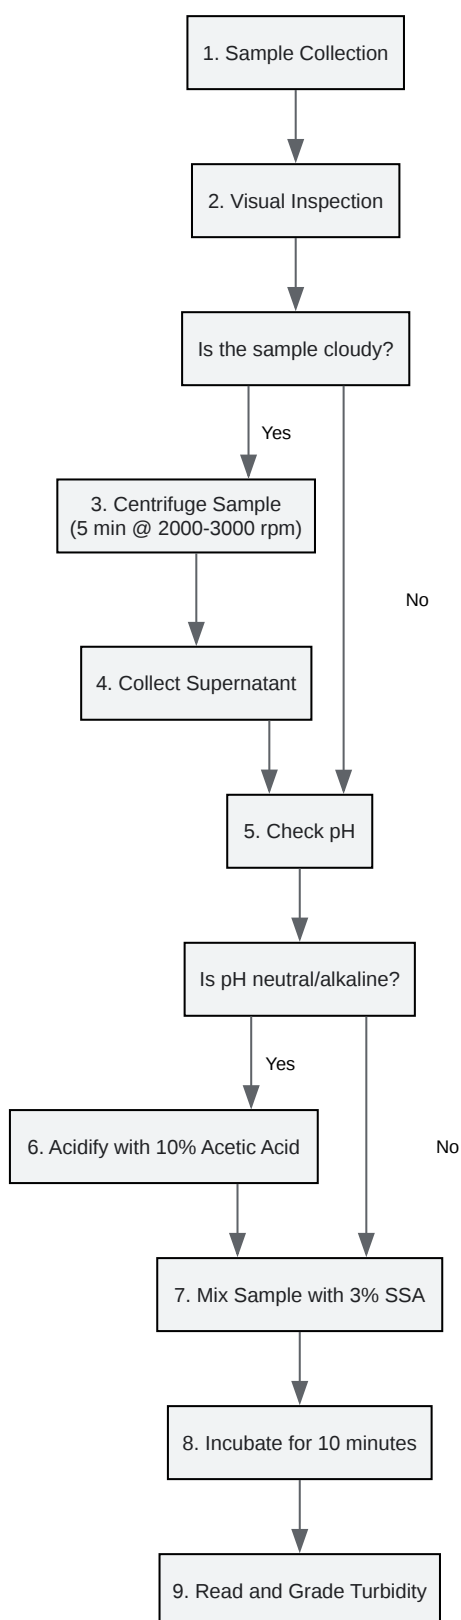 1. Sample Collection
2. Visual Inspection
Is the sample cloudy?
Yes
3. Centrifuge Sample
(5 min @ 2000-3000 rpm)
No
4. Collect Supernatant
5. Check pH
Is pH neutral/alkaline?
Yes
6. Acidify with 10% Acetic Acid
No
7. Mix Sample with 3% SSA
8. Incubate for 10 minutes
9. Read and Grade Turbidity